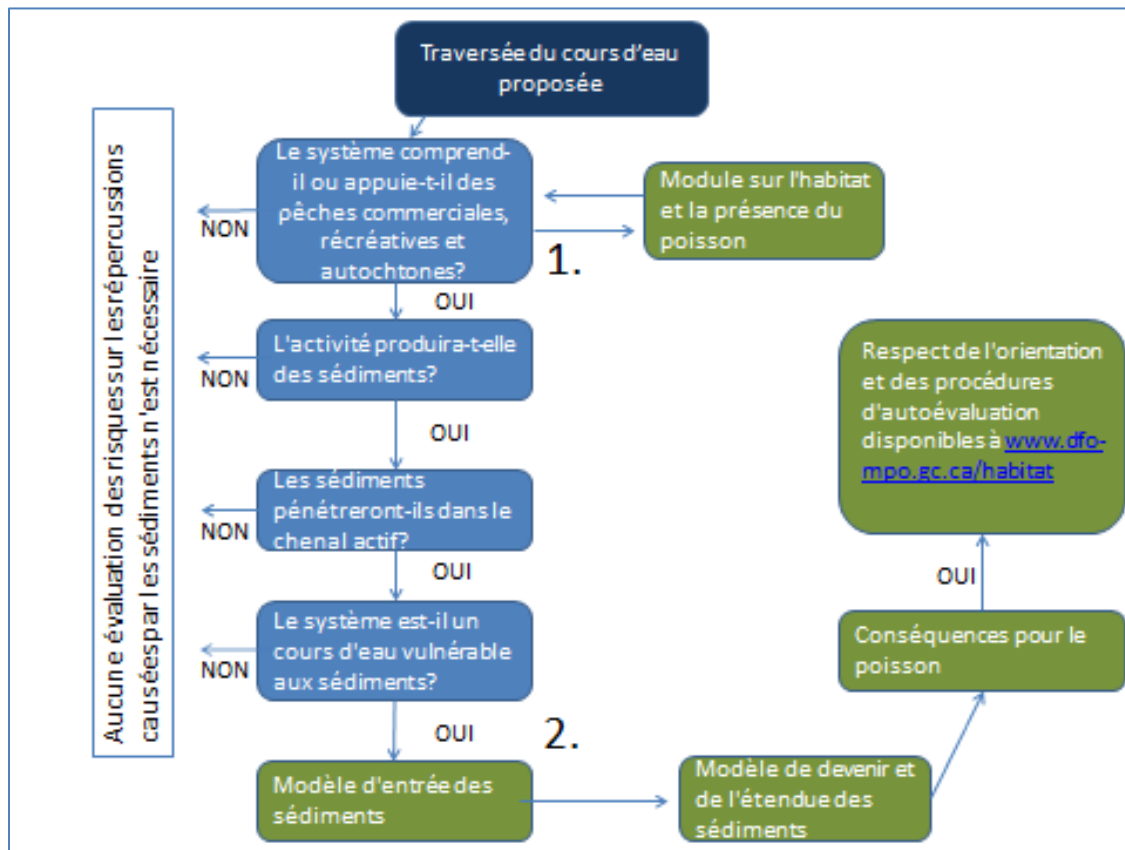 Traversée du cours d'eau
proposée
Aucune évaluation des risques sur les répercussions
causées par les sédiments n'est nécessaire
Le système comprend-
il ou appuie-t-il des
pêches commerciales,
récréatives et
autochtones?
NON
1.
Module sur l'habitat
et la présence du
poisson
OUI
L'activité produira-t-elle
des sédiments?
NON
OUI
Les sédiments
pénétreront-ils dans le
chenal actif?
NON
OUI
Le système est-il un
cours d'eau vulnérable
aux sédiments?
NON
OUI
2.
Modèle d'entrée des
sédiments
Modèle de devenir et
de l'étendue des
sédiments
Conséquences pour le
poisson
OUI
Respect de l'orientation
et des procédures
d'autoévaluation
disponibles à www.dfo-
mpo.gc.ca/habitat